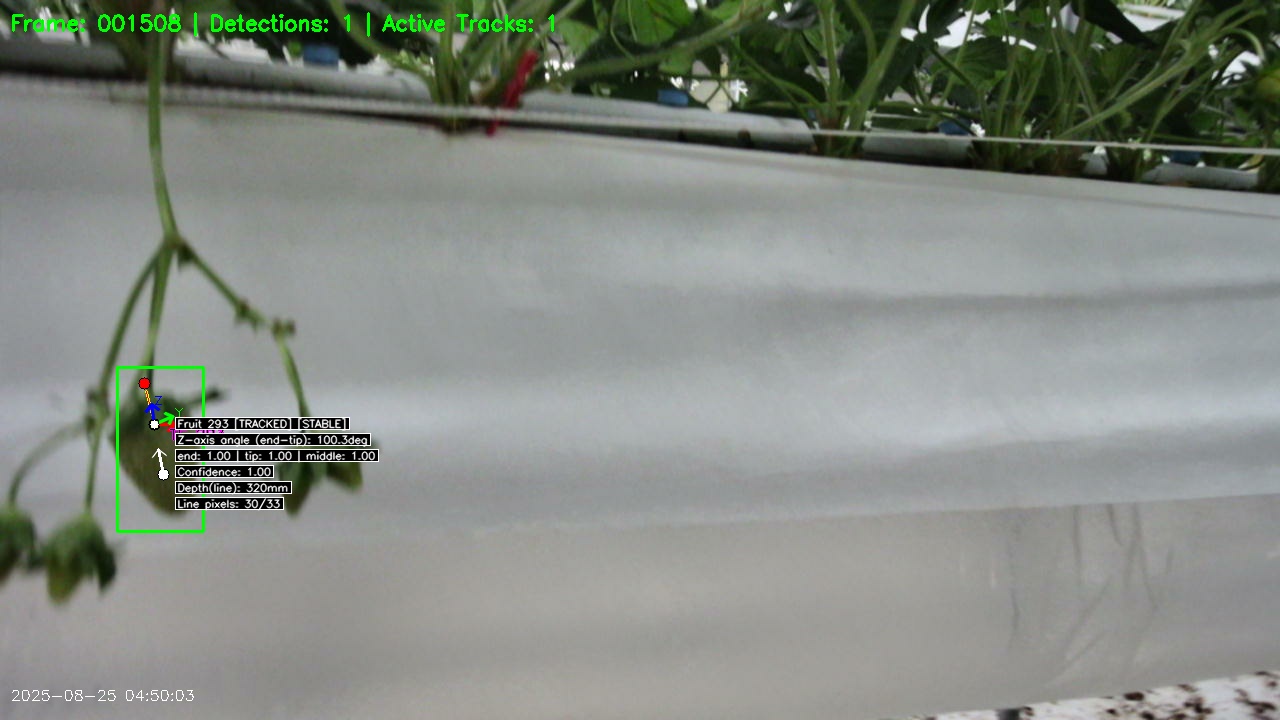 Frame: 001508 | Detections: 1 | Active Tracks: 1
Z
Y
Fruit 293 [TRACKED] [STABLE]
Z-axis angle (end-tip): 100.3deg
end: 1.00 | tip: 1.00 | middle: 1.00
Confidence: 1.00
Depth(line): 320mm
Line pixels: 30/33
2025-08-25 04:50:03